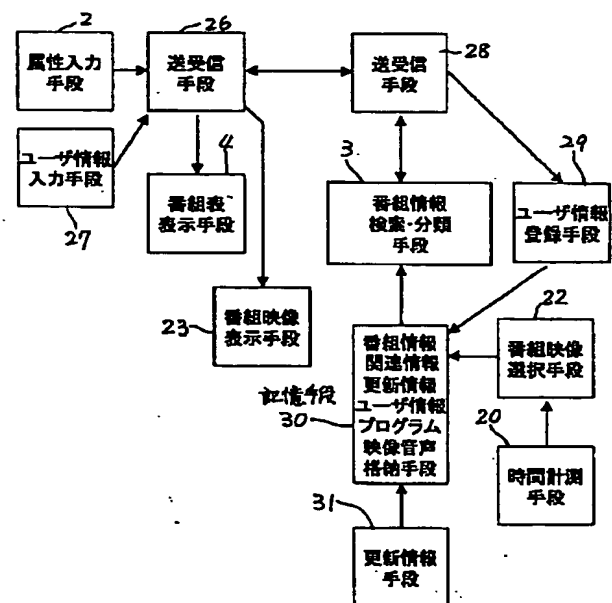 2
26
28
属性入力
手段
送受信
手段
送受信
手段
ユーザ情報
入力手段
27
4
番組表
表示手段
3
番組情報
検索・分類
手段
29
ユーザ情報
登録手段
23
番組映像
表示手段
22
番組映像
選択手段
記憶手段
30
番組情報
関連情報
更新情報
ユーザ情報
プログラム
映像音声
格納手段
20
時間計測
手段
31
更新情報
手段